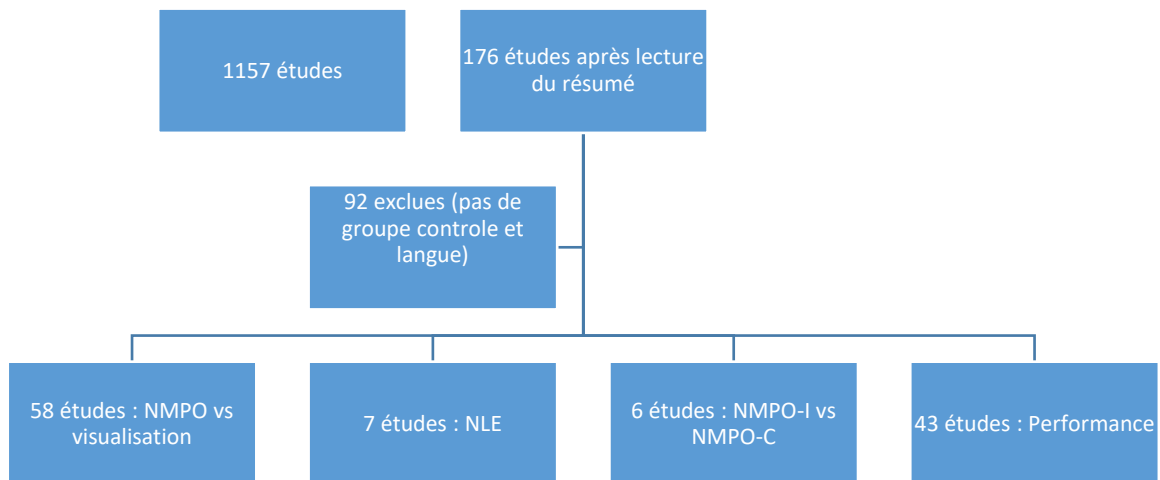 1157 études
176 études après lecture
du résumé
92 exclues (pas de
groupe controle et
langue)
58 études : NMPO vs
visualisation
7 études : NLE
6 études : NMPO-I vs
NMPO-C
43 études : Performance